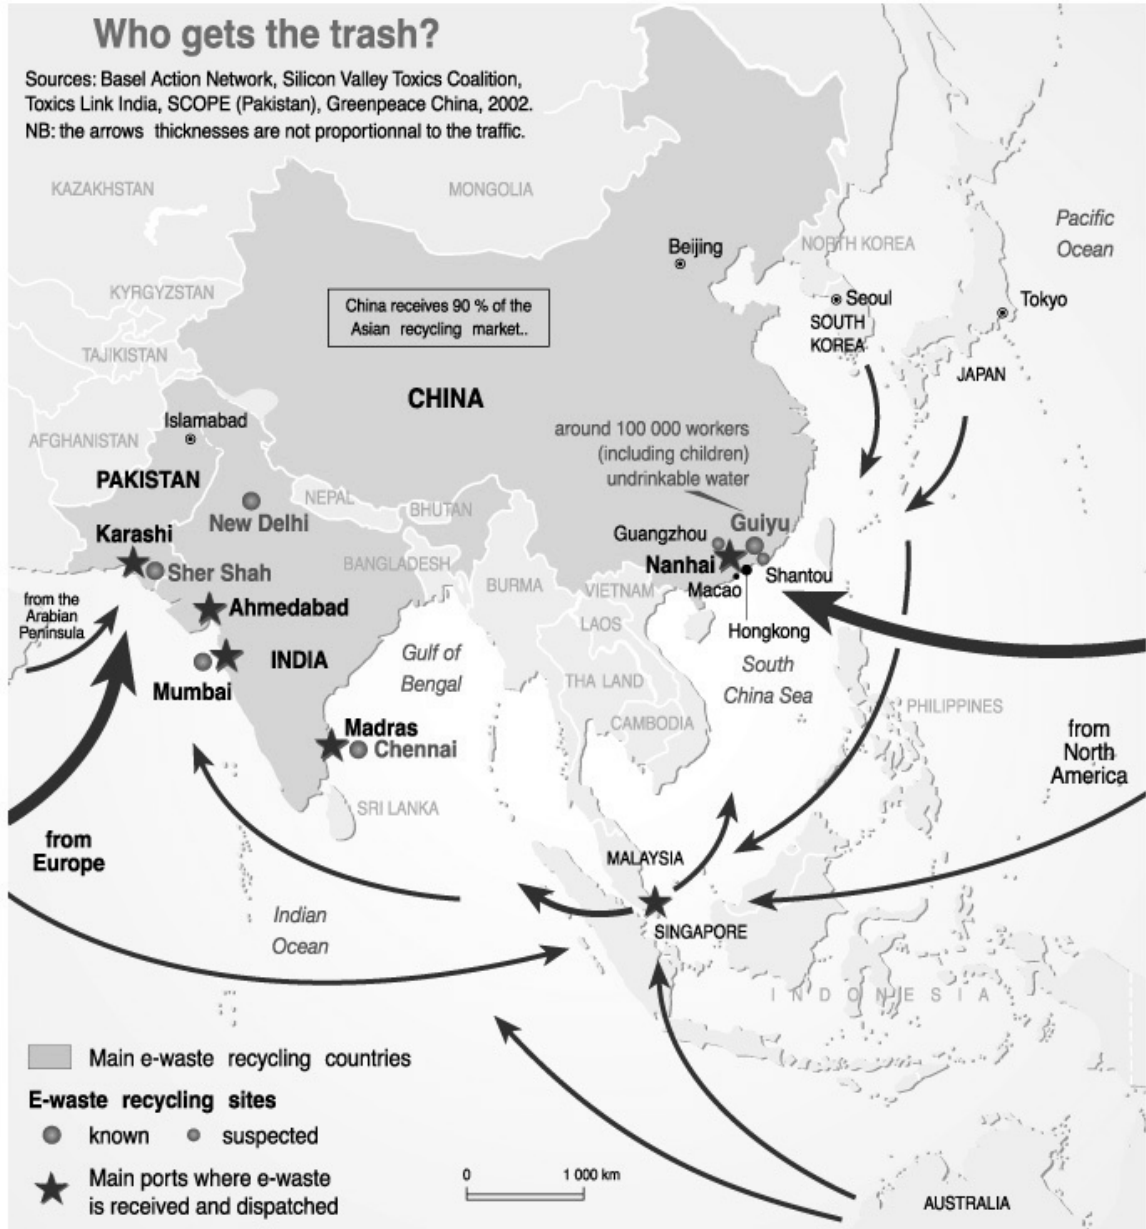 Who gets the trash?
Sources: Basel Action Network, Silicon Valley Toxics Coalition,
Toxics Link India, SCOPE (Pakistan), Greenpeace China, 2002.
NB: the arrows thicknesses are not proportionnal to the traffic.
KAZAKHSTAN
MONGOLIA
Pacific
Ocean
Beijing
NORTH KOREA
KYRGYZSTAN
China receives 90 % of the
Asian recycling market..
Seoul
Tokyo
SOUTH
KOREA
TAJIKISTAN
JAPAN
CHINA
Islamabad
AFGHANISTAN
around 100 000 workers
(including children)
undrinkable water
PAKISTAN
NEPAL
BHUTAN
New Delhi
Guiyu
Karashi
Guangzhou
BANGLADESH
Nanhai
Sher Shah
Shantou
BURMA
VIETNAM
Macao
from the
Arabian
Peninsula
Ahmedabad
LAOS
Hongkong
INDIA
Gulf of
Bengal
South
China Sea
THA LAND
Mumbai
PHILIPPINES
CAMBODIA
Madras
Chennai
from
North
America
SRI LANKA
from
Europe
MALAYSIA
Indian
Ocean
SINGAPORE
INDONESIA
Main e-waste recycling countries
E-waste recycling sites
known
suspected
Main ports where e-waste
is received and dispatched
0
1 000 km
AUSTRALIA